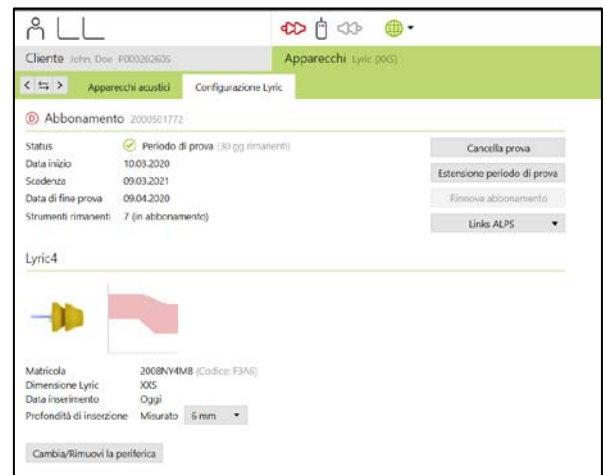 Cliente John Doe F000202605
Apparecchi Lyric (XXS)
Apparecchi acustici
Configurazione Lyric
D Abbonamento 2000501772
Status Periodo di prova (30 gg rimanenti)
Cancella prova
Data inizio 10.03.2020
Estensione periodo di prova
Scadenza 09.03.2021
Data di fine prova 09.04.2020
Rinnova abbonamento
Strumenti rimanenti 7 (in abbonamento)
Links ALPS
Lyric4
Matricola 2008NY4M8 (Codice: F3A6)
Dimensione Lyric XXS
Data inserimento Oggi
Profondità di inserzione Misurato 6 mm
Cambia/Rimuovi la periferica